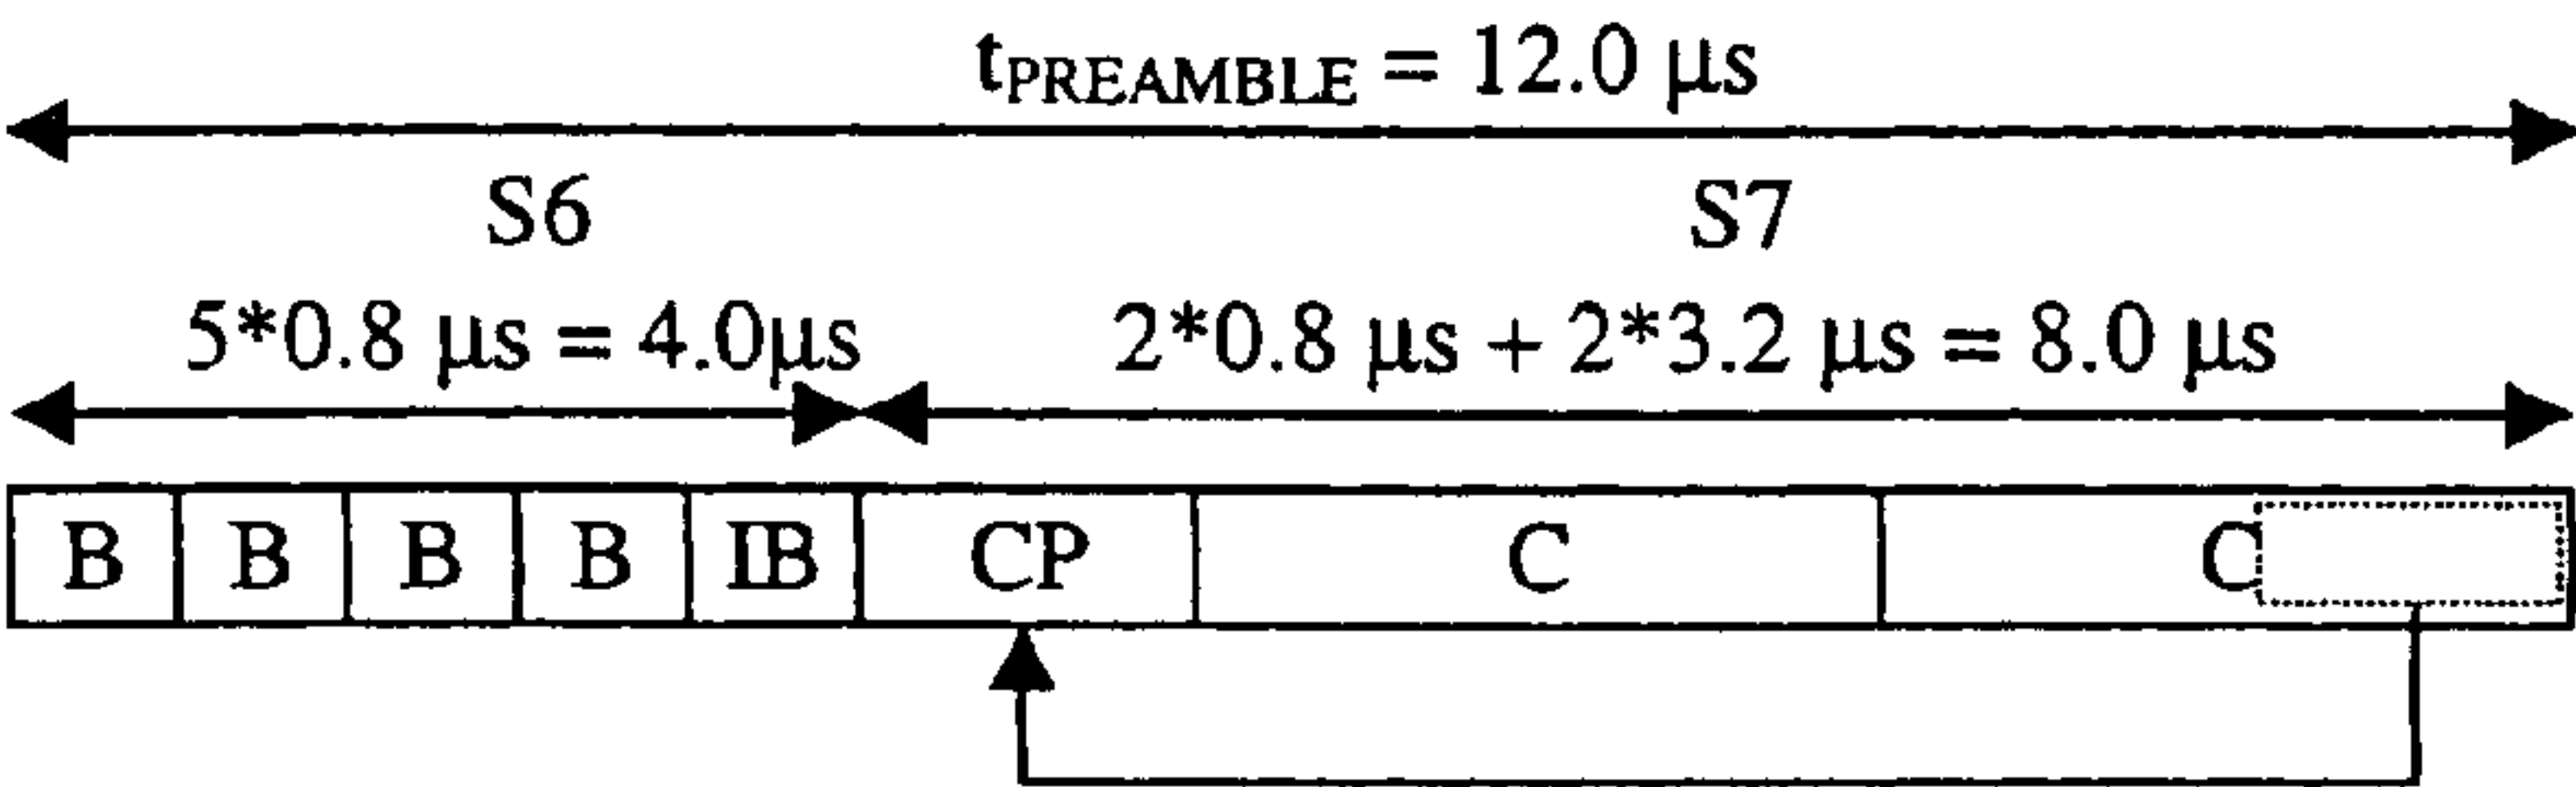 tPREAMBLE = 12.0 µs
S6 S7
5*0.8 µs = 4.0µs 2*0.8 µs + 2*3.2 µs = 8.0 µs
B B B B IB CP C C